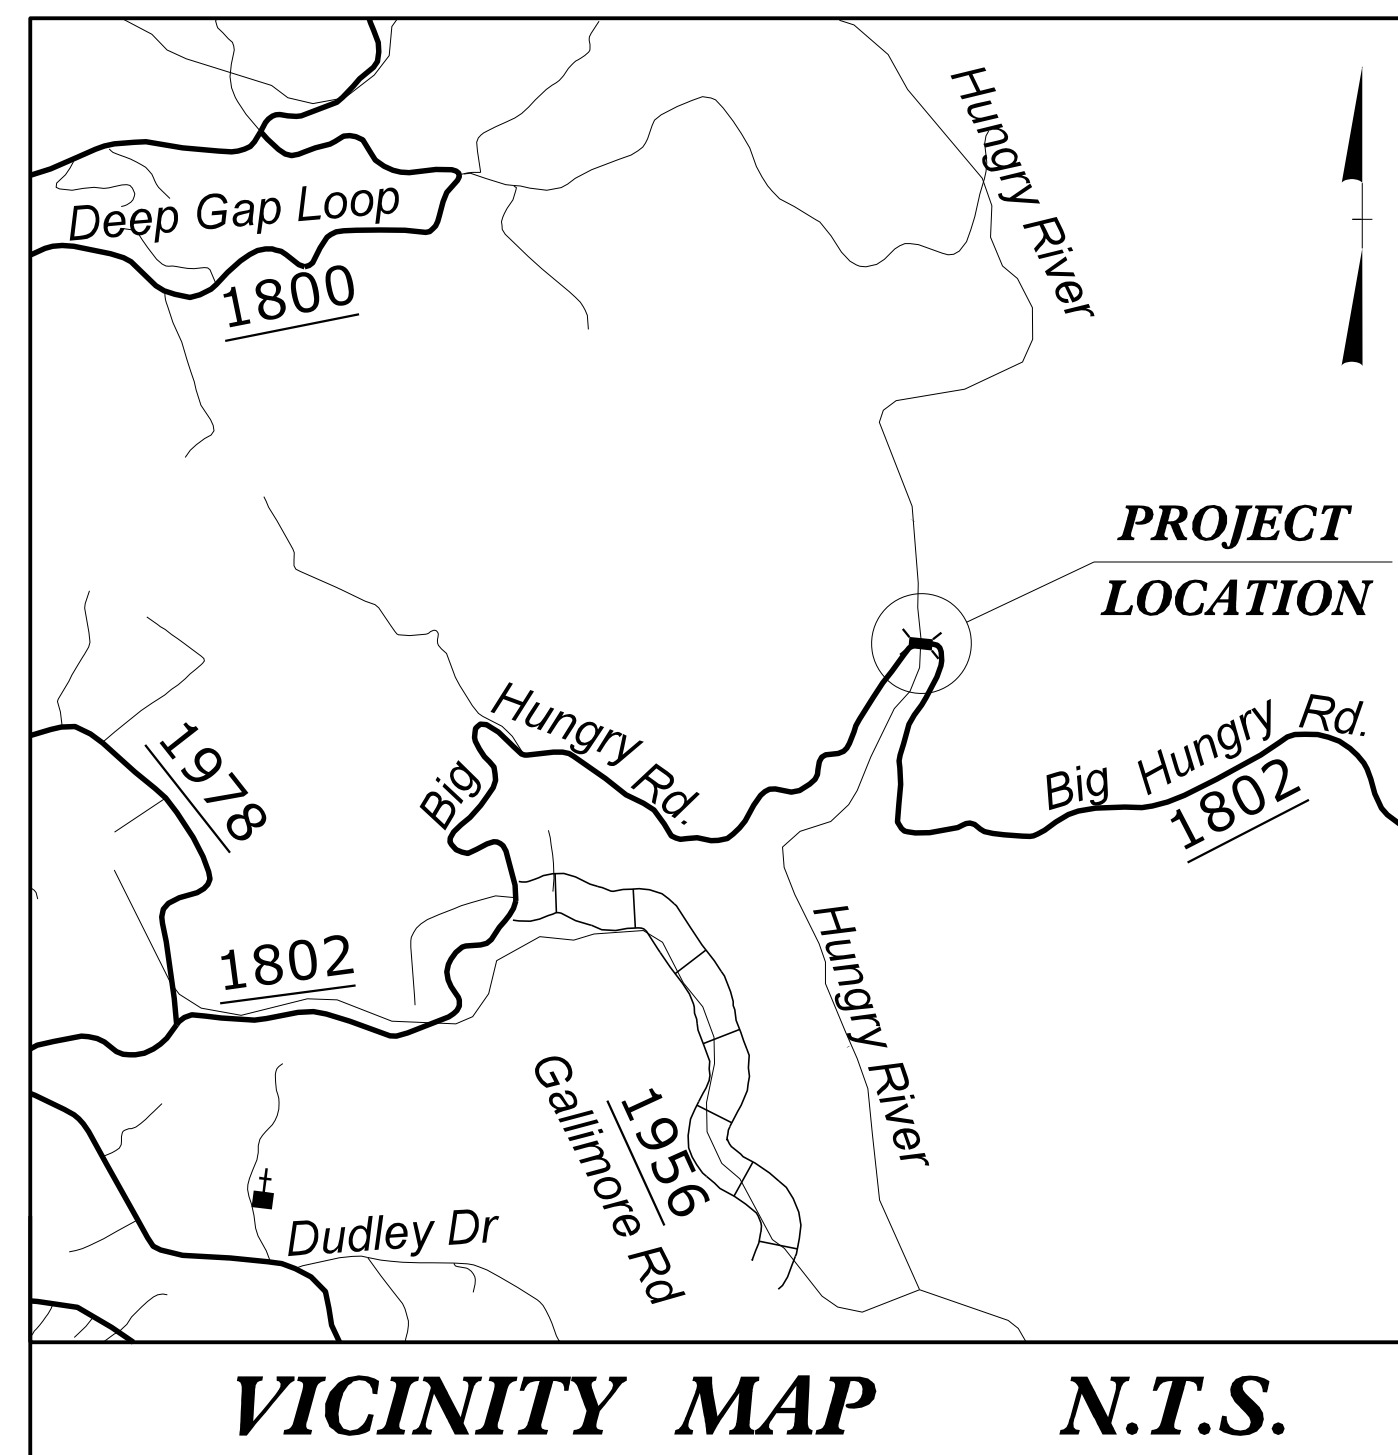 Hungry River
Deep Gap Loop
1800
PROJECT
LOCATION
Big Hungry Rd.
1978
Big Hungry Rd.
1802
1802
Hungry River
Gallimore Rd
1956
Dudley Dr
VICINITY MAP N.T.S.